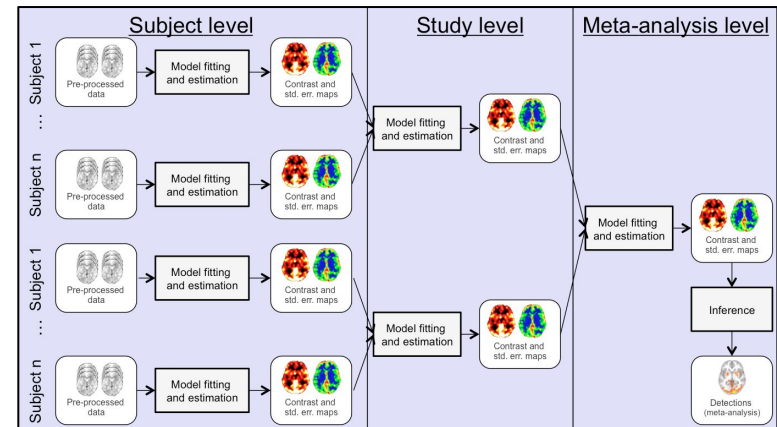 Subject level
Study level
Meta-analysis level
Subject 1
Pre-processed
data
Model fitting
and estimation
Contrast and
std. err. maps
...
Subject n
Pre-processed
data
Model fitting
and estimation
Contrast and
std. err. maps
Model fitting
and estimation
Contrast and
std. err. maps
Subject 1
Pre-processed
data
Model fitting
and estimation
Contrast and
std. err. maps
...
Subject n
Pre-processed
data
Model fitting
and estimation
Contrast and
std. err. maps
Model fitting
and estimation
Contrast and
std. err. maps
Model fitting
and estimation
Contrast and
std. err. maps
Inference
Detections
(meta-analysis)